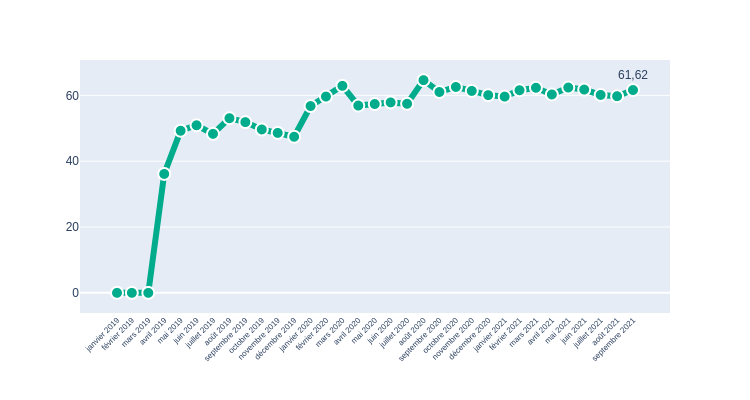 61,62
60
40
20
0
janvier 2019
février 2019
mars 2019
avril 2019
mai 2019
juin 2019
juillet 2019
août 2019
septembre 2019
octobre 2019
novembre 2019
décembre 2019
janvier 2020
février 2020
mars 2020
avril 2020
mai 2020
juin 2020
juillet 2020
août 2020
septembre 2020
octobre 2020
novembre 2020
décembre 2020
janvier 2021
février 2021
mars 2021
avril 2021
mai 2021
juin 2021
juillet 2021
août 2021
septembre 2021